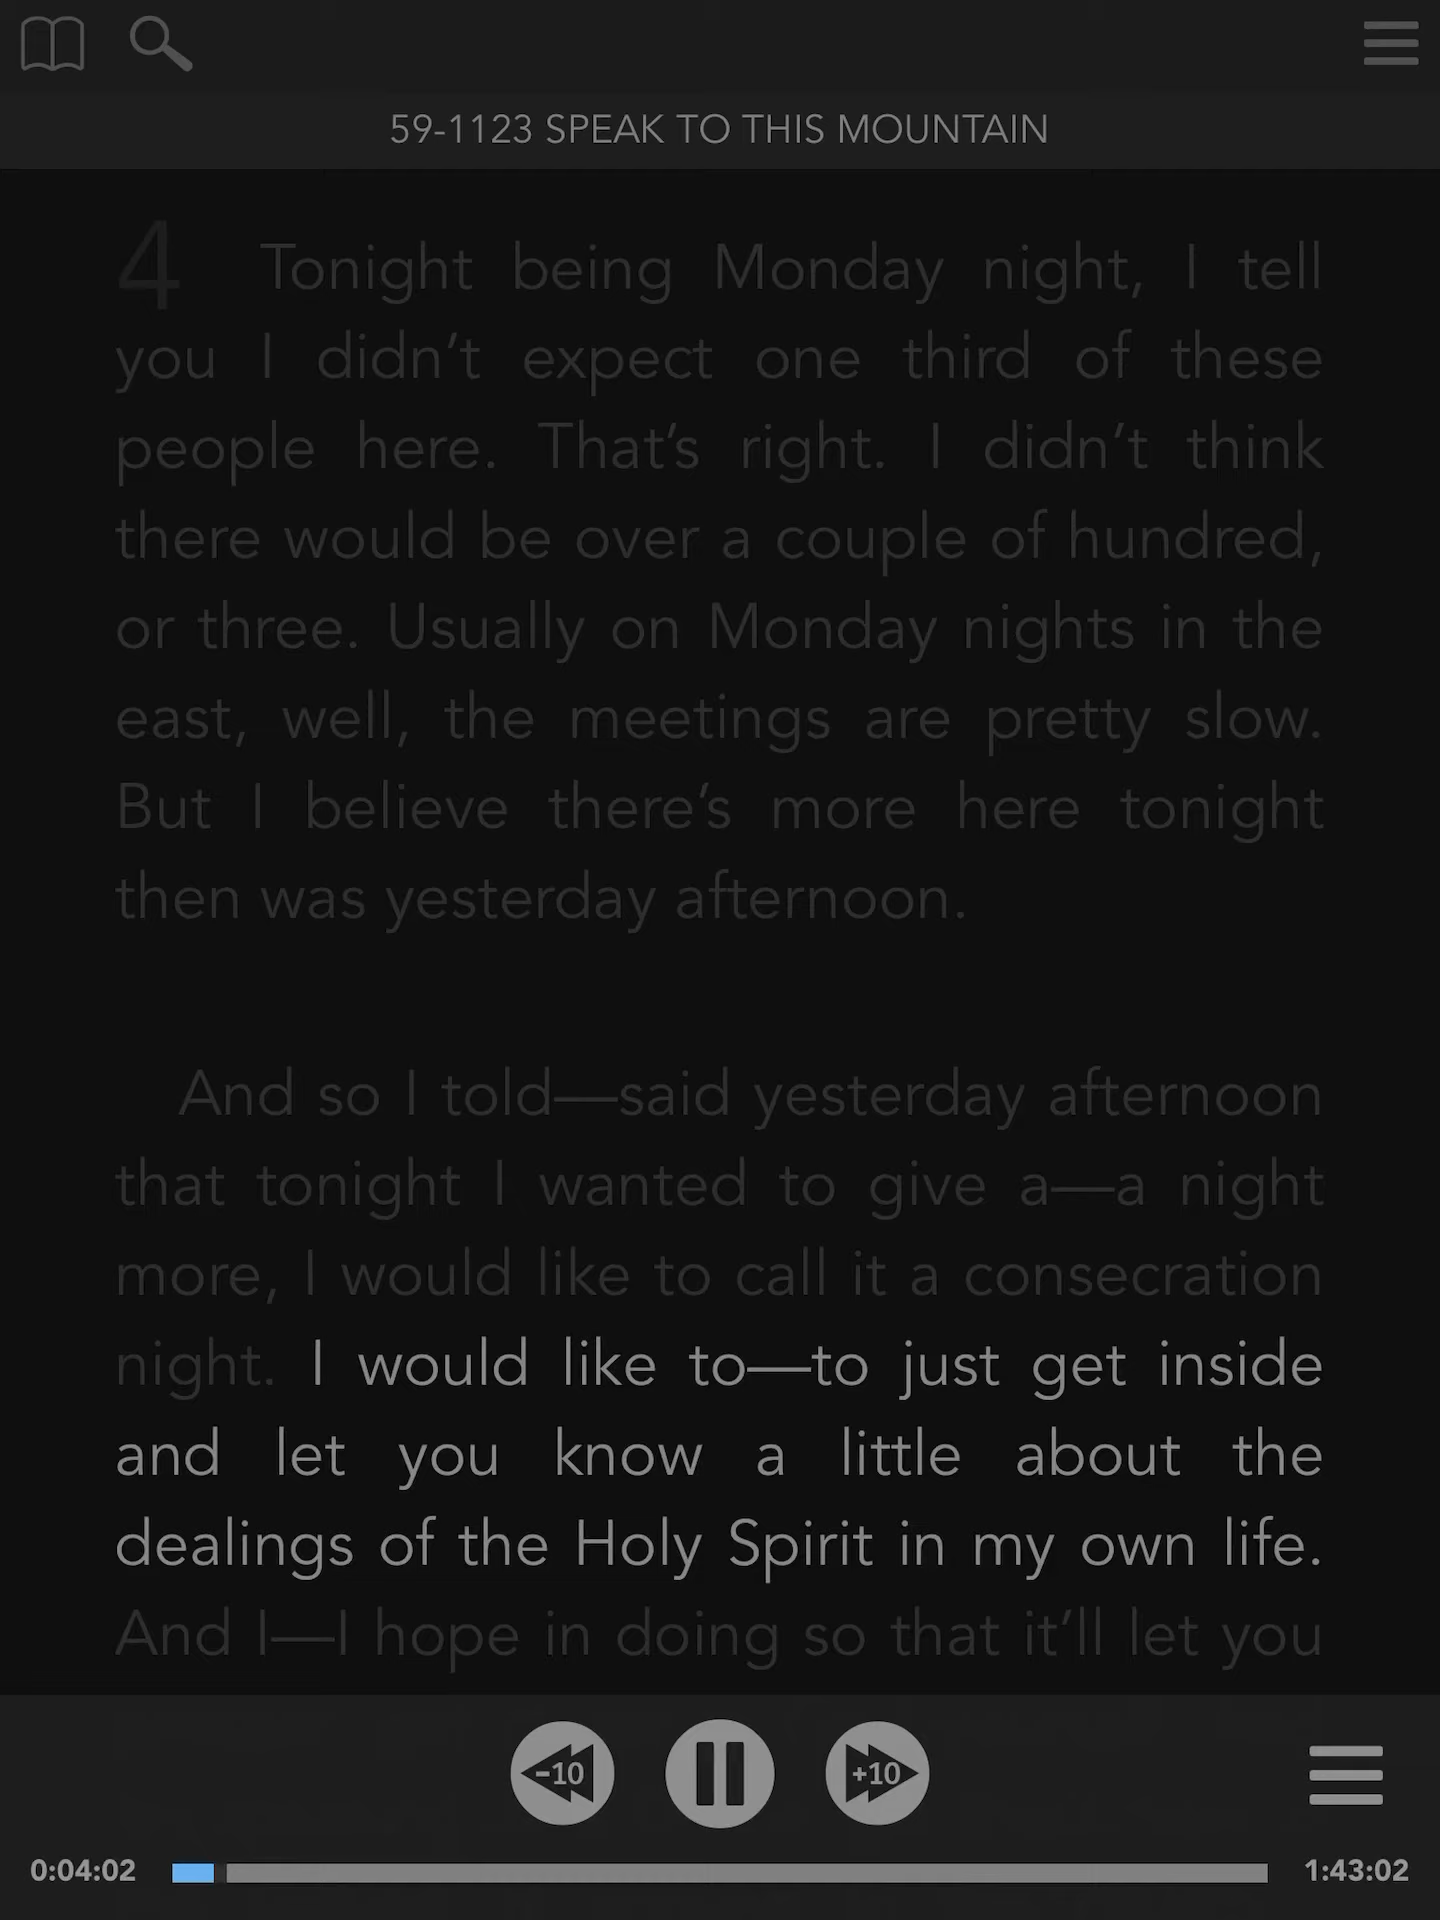 59-1123 SPEAK TO THIS MOUNTAIN
4 Tonight being Monday night, I tell
you I didn’t expect one third of these
people here. That’s right. I didn’t think
there would be over a couple of hundred,
or three. Usually on Monday nights in the
east, well, the meetings are pretty slow.
But I believe there’s more here tonight
then was yesterday afternoon.
And so I told—said yesterday afternoon
that tonight I wanted to give a—a night
more, I would like to call it a consecration
night. I would like to—to just get inside
and let you know a little about the
dealings of the Holy Spirit in my own life.
And I—I hope in doing so that it’ll let you
-10 +10
0:04:02 1:43:02